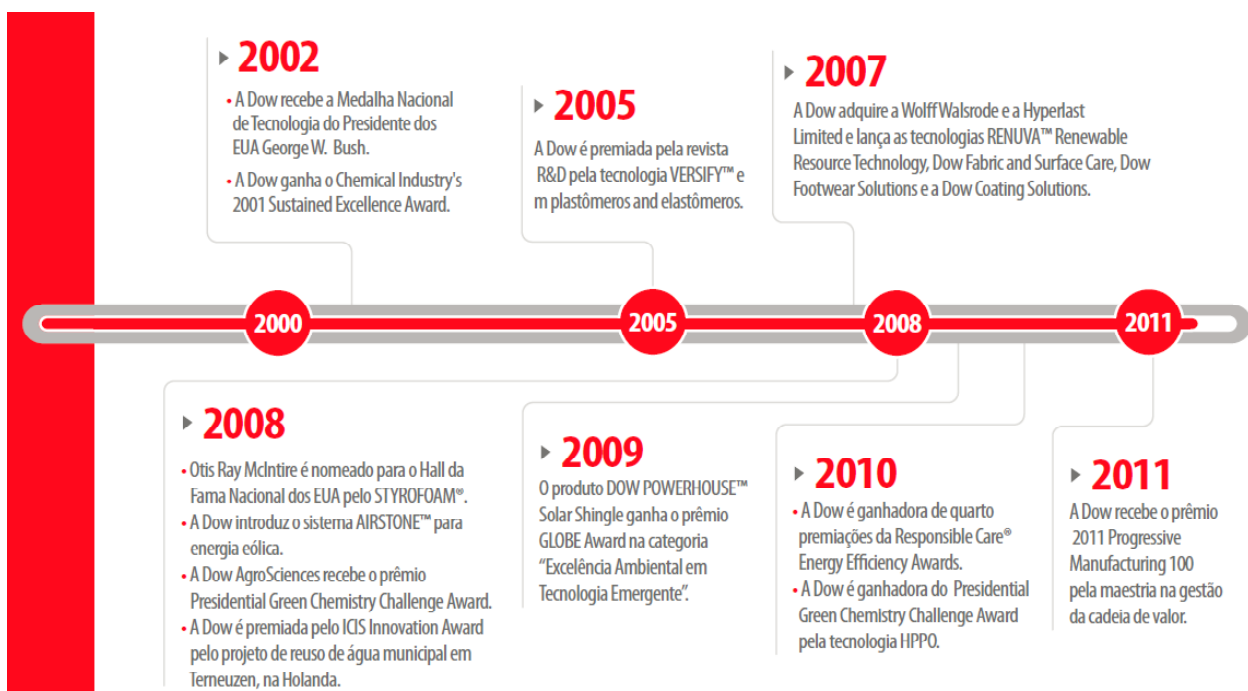 2002
• A Dow recebe a Medalha Nacional
de Tecnologia do Presidente dos
EUA George W. Bush.
• A Dow ganha o Chemical Industry's
2001 Sustained Excellence Award.
2005
A Dow é premiada pela revista
R&D pela tecnologia VERSIFY™ e
m plastômeros and elastômeros.
2007
A Dow adquire a Wolff Walsrode e a Hyperlast
Limited e lança as tecnologias RENUVA™ Renewable
Resource Technology, Dow Fabric and Surface Care, Dow
Footwear Solutions e a Dow Coating Solutions.
2000
2005
2008
2011
2008
• Otis Ray McIntire é nomeado para o Hall da
Fama Nacional dos EUA pelo STYROFOAM®.
• A Dow introduz o sistema AIRSTONE™ para
energia eólica.
• A Dow AgroSciences recebe o prêmio
Presidential Green Chemistry Challenge Award.
• A Dow é premiada pelo ICIS Innovation Award
pelo projeto de reuso de água municipal em
Terneuzen, na Holanda.
2009
O produto DOW POWERHOUSE™
Solar Shingle ganha o prêmio
GLOBE Award na categoria
“Excelência Ambiental em
Tecnologia Emergente”.
2010
• A Dow é ganhadora de quarto
premiações da Responsible Care®
Energy Efficiency Awards.
• A Dow é ganhadora do Presidential
Green Chemistry Challenge Award
pela tecnologia HPPO.
2011
A Dow recebe o prêmio
2011 Progressive
Manufacturing 100
pela maestria na gestão
da cadeia de valor.